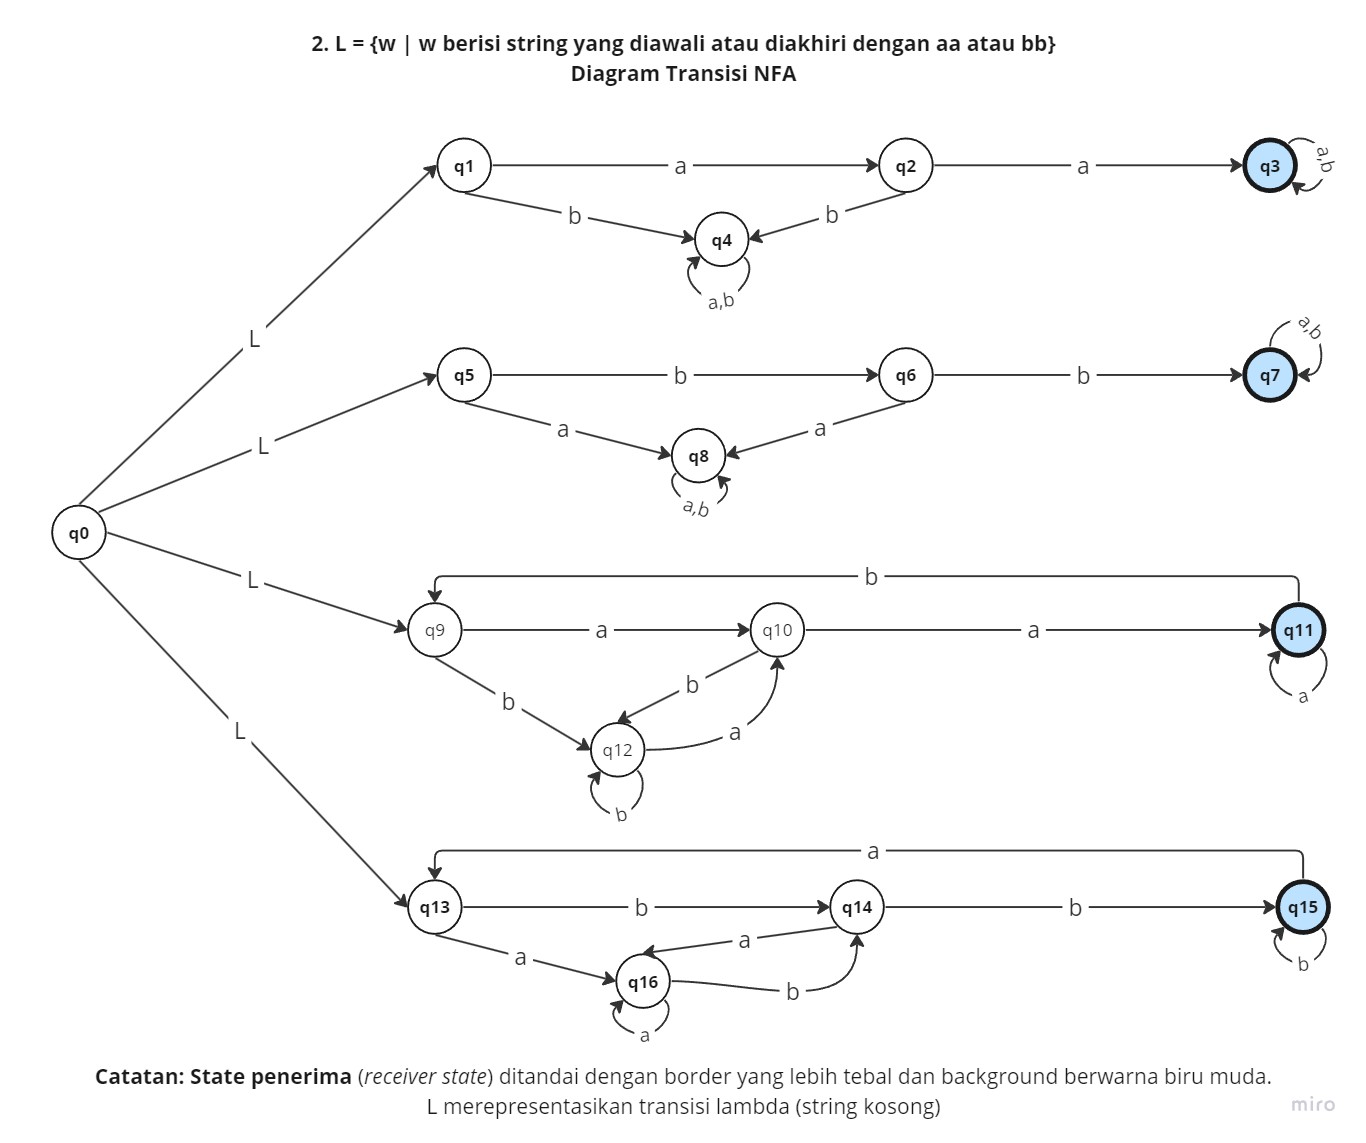 2. L = {w | w berisi string yang diawali atau diakhiri dengan aa atau bb}
Diagram Transisi NFA
q1
a
q2
a
q3
a,b
b
b
q4
a,b
L
q5
b
q6
b
q7
a,b
a
a
q8
a,b
L
q0
L
b
q9
a
q10
a
q11
a
b
b
q12
a
b
L
a
q13
b
q14
b
q15
b
a
a
q16
b
a
Catatan: State penerima (receiver state) ditandai dengan border yang lebih tebal dan background berwarna biru muda.
L merepresentasikan transisi lambda (string kosong)
miro